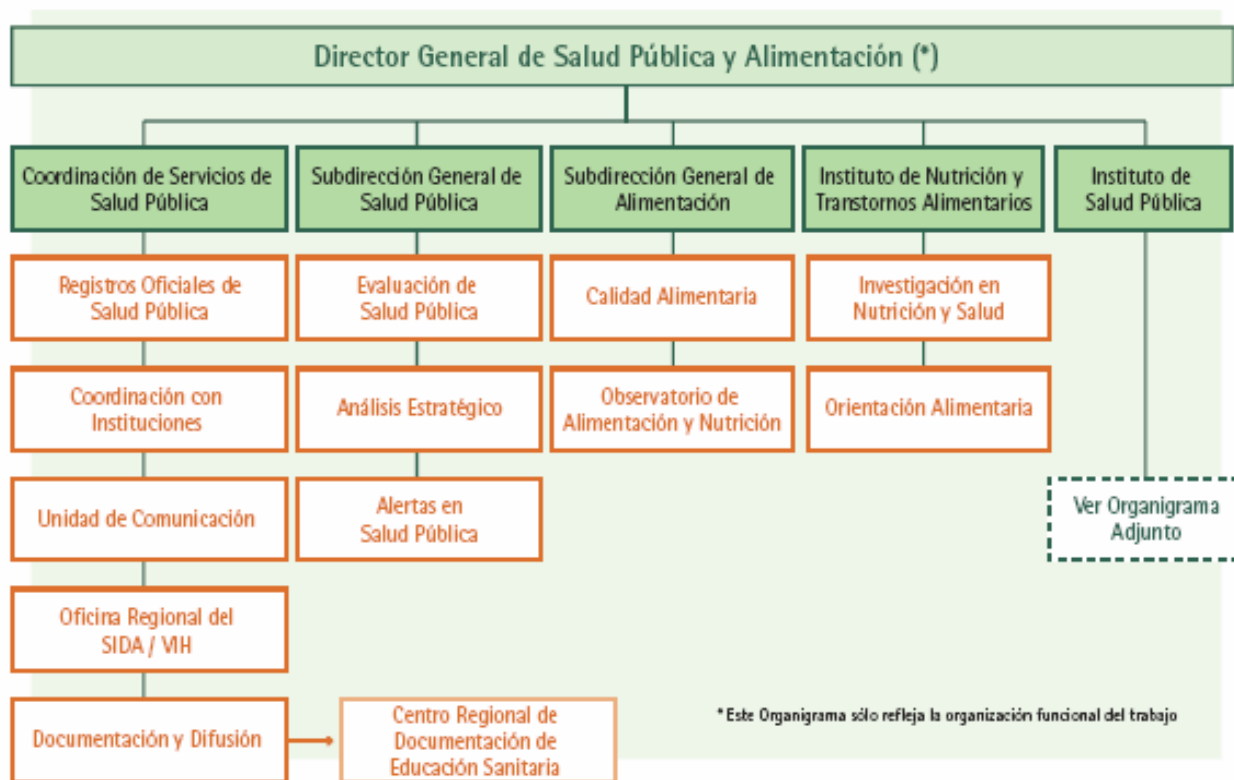 Director General de Salud Pública y Alimentación (*)
Coordinación de Servicios de
Salud Pública
Subdirección General de
Salud Pública
Subdirección General de
Alimentación
Instituto de Nutrición y
Transtornos Alimentarios
Instituto de
Salud Pública
Registros Oficiales de
Salud Pública
Evaluación de
Salud Pública
Calidad Alimentaria
Investigación en
Nutrición y Salud
Coordinación con
Instituciones
Análisis Estratégico
Observatorio de
Alimentación y Nutrición
Orientación Alimentaria
Unidad de Comunicación
Alertas en
Salud Pública
Ver Organigrama
Adjunto
Oficina Regional del
SIDA / VIH
Documentación y Difusión
Centro Regional de
Documentación de
Educación Sanitaria
* Este Organigrama sólo refleja la organización funcional del trabajo